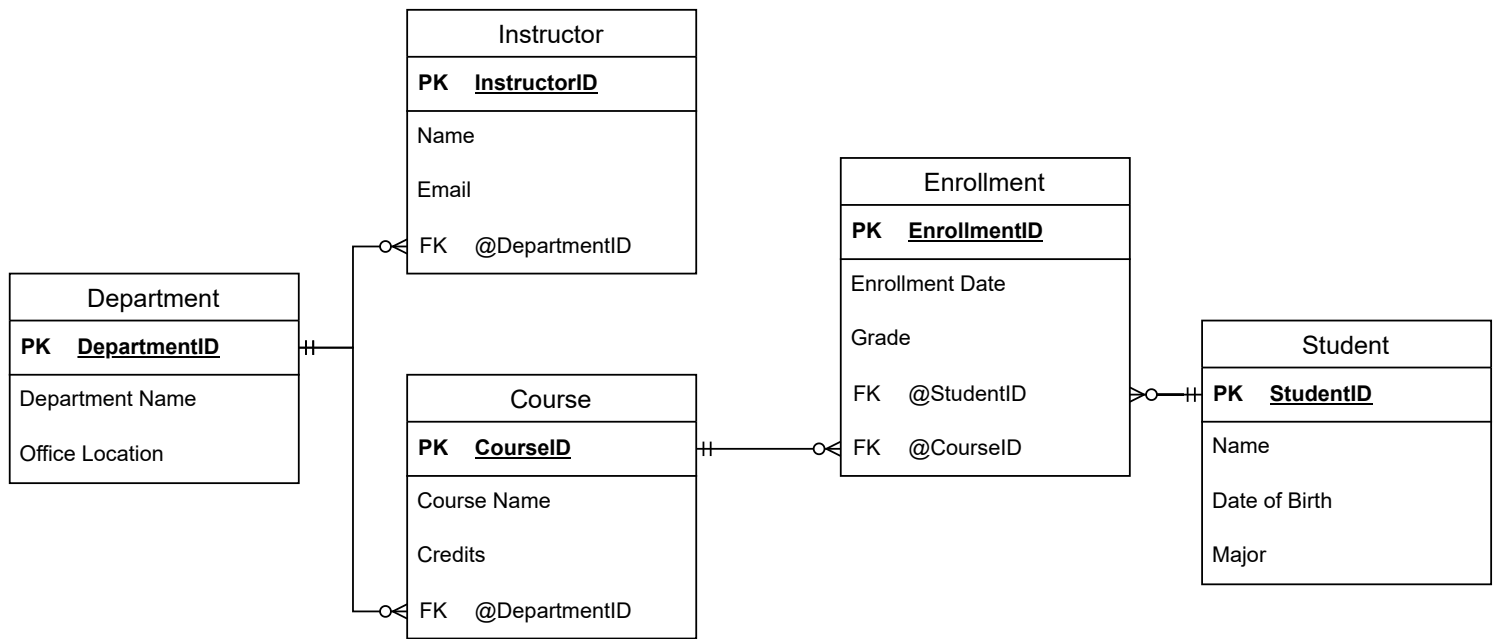 Instructor
PK InstructorID
Name
Email
FK @DepartmentID
Department
PK DepartmentID
Department Name
Office Location
Course
PK CourseID
Course Name
Credits
FK @DepartmentID
Enrollment
PK EnrollmentID
Enrollment Date
Grade
FK @StudentID
FK @CourseID
Student
PK StudentID
Name
Date of Birth
Major